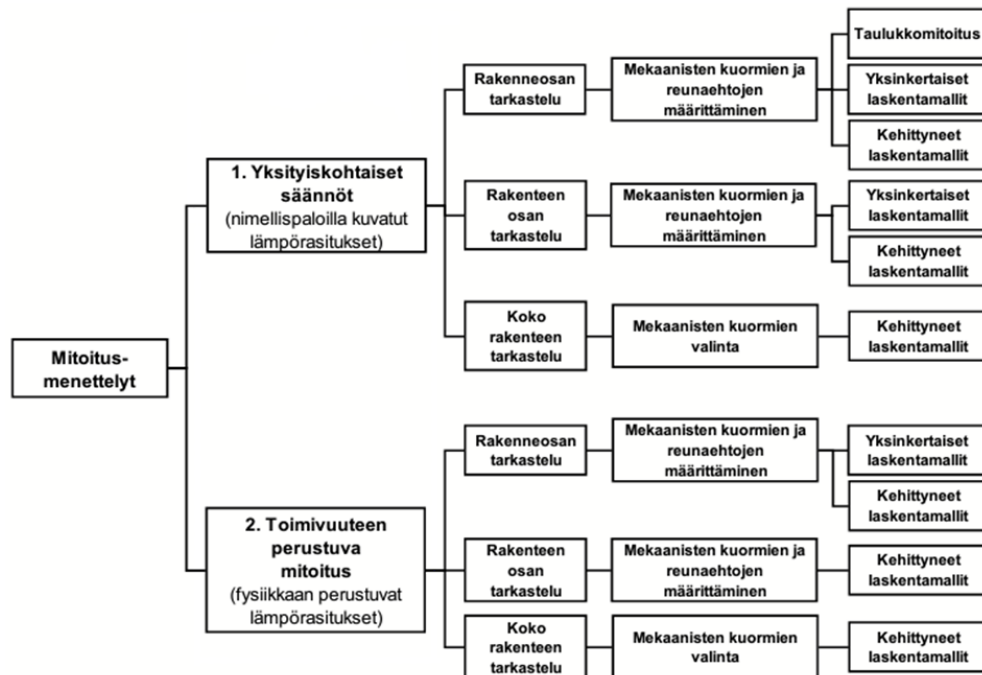 Mitoitus-
menettelyt
1. Yksityiskohtaiset
säännöt
(nimellispaloilla kuvatut
lämpörasitukset)
Rakenneosan
tarkastelu
Mekaanisten kuormien ja
reunaehtojen
määrittäminen
Taulukkomitoitus
Yksinkertaiset
laskentamallit
Kehittyneet
laskentamallit
Rakenteen
osan
tarkastelu
Mekaanisten kuormien ja
reunaehtojen
määrittäminen
Yksinkertaiset
laskentamallit
Kehittyneet
laskentamallit
Koko
rakenteen
tarkastelu
Mekaanisten kuormien
valinta
Kehittyneet
laskentamallit
2. Toimivuuteen
perustuva
mitoitus
(fysiikkaan perustuvat
lämpörasitukset)
Rakenneosan
tarkastelu
Mekaanisten kuormien ja
reunaehtojen
määrittäminen
Yksinkertaiset
laskentamallit
Kehittyneet
laskentamallit
Rakenteen
osan
tarkastelu
Mekaanisten kuormien ja
reunaehtojen
määrittäminen
Kehittyneet
laskentamallit
Koko
rakenteen
tarkastelu
Mekaanisten kuormien
valinta
Kehittyneet
laskentamallit